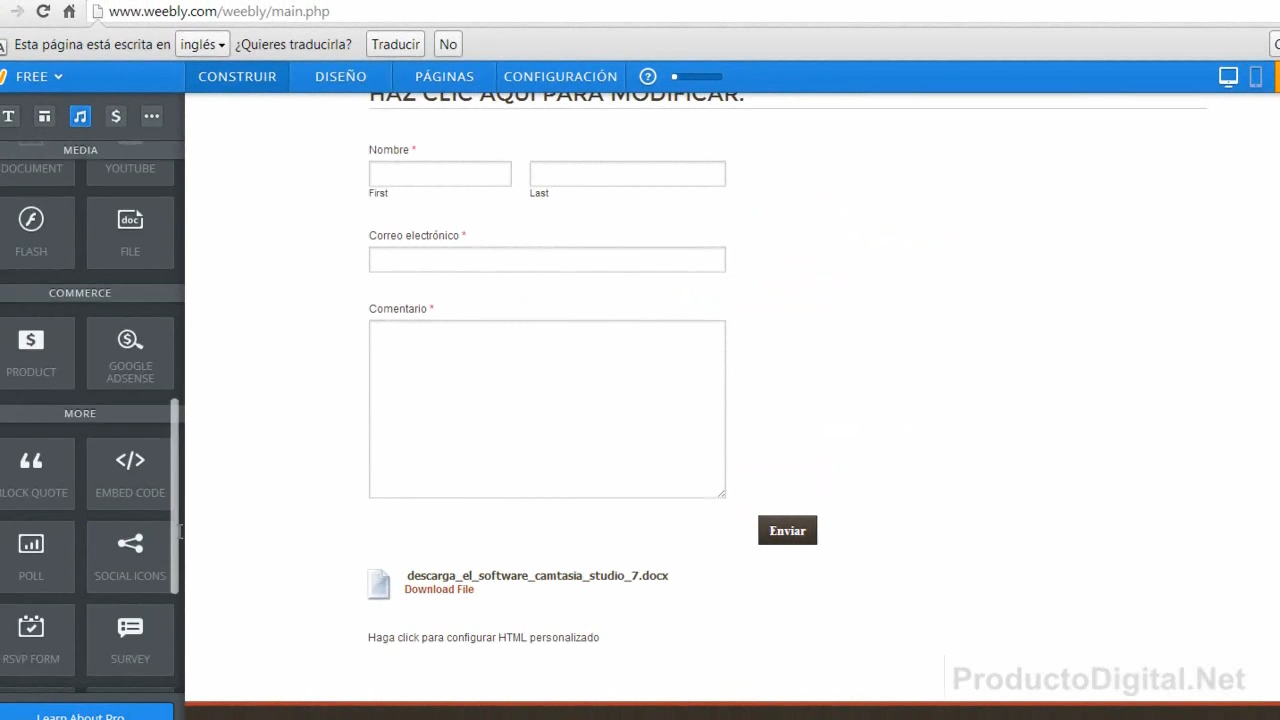 www.weebly.com/weebly/main.php
Esta página está escrita en inglés ¿Quieres traducirla? Traducir No
FREE CONSTRUIR DISEÑO PÁGINAS CONFIGURACIÓN ?
T $ •••
MEDIA
DOCUMENT YOUTUBE
doc
FLASH FILE
COMMERCE
PRODUCT GOOGLE ADSENSE
MORE
BLOCK QUOTE EMBED CODE
POLL SOCIAL ICONS
RSVP FORM SURVEY
Learn About Pro
HAZ CLIC AQUÍ PARA MODIFICAR.
Nombre *
First Last
Correo electrónico *
Comentario *
Enviar
descarga_el_software_camtasia_studio_7.docx
Download File
Haga click para configurar HTML personalizado
ProductoDigital.Net